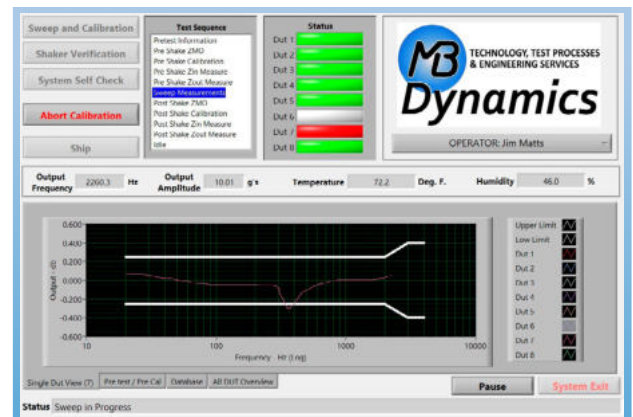 Sweep and Calibration
Shaker Verification
System Self Check
Abort Calibration
Ship
Test Sequence
Pretest Information
Pre Shake ZMO
Pre Shake Calibration
Pre Shake Zin Measure
Pre Shake Zout Measure
Sweep Measurements
Post Shake ZMO
Post Shake Calibration
Post Shake Zin Measure
Post Shake Zout Measure
Idle
Status
Dut 1
Dut 2
Dut 3
Dut 4
Dut 5
Dut 6
Dut 7
Dut 8
MB
TECHNOLOGY, TEST PROCESSES
& ENGINEERING SERVICES
Dynamics
OPERATOR: Jim Matts
Output Frequency 2260.3 Hz
Output Amplitude 10.01 g's
Temperature 72.2 Deg. F.
Humidity 46.0 %
0.600
0.400
0.200
0.000
-0.200
-0.400
-0.600
Output - dB
10 100 1000 10000
Frequency - Hz (Log)
Upper Limit
Low Limit
Dut 1
Dut 2
Dut 3
Dut 4
Dut 5
Dut 6
Dut 7
Dut 8
Single Dut View (7) Pre test / Pre Cal Database All DUT Overview
Pause System Exit
Status Sweep in Progress